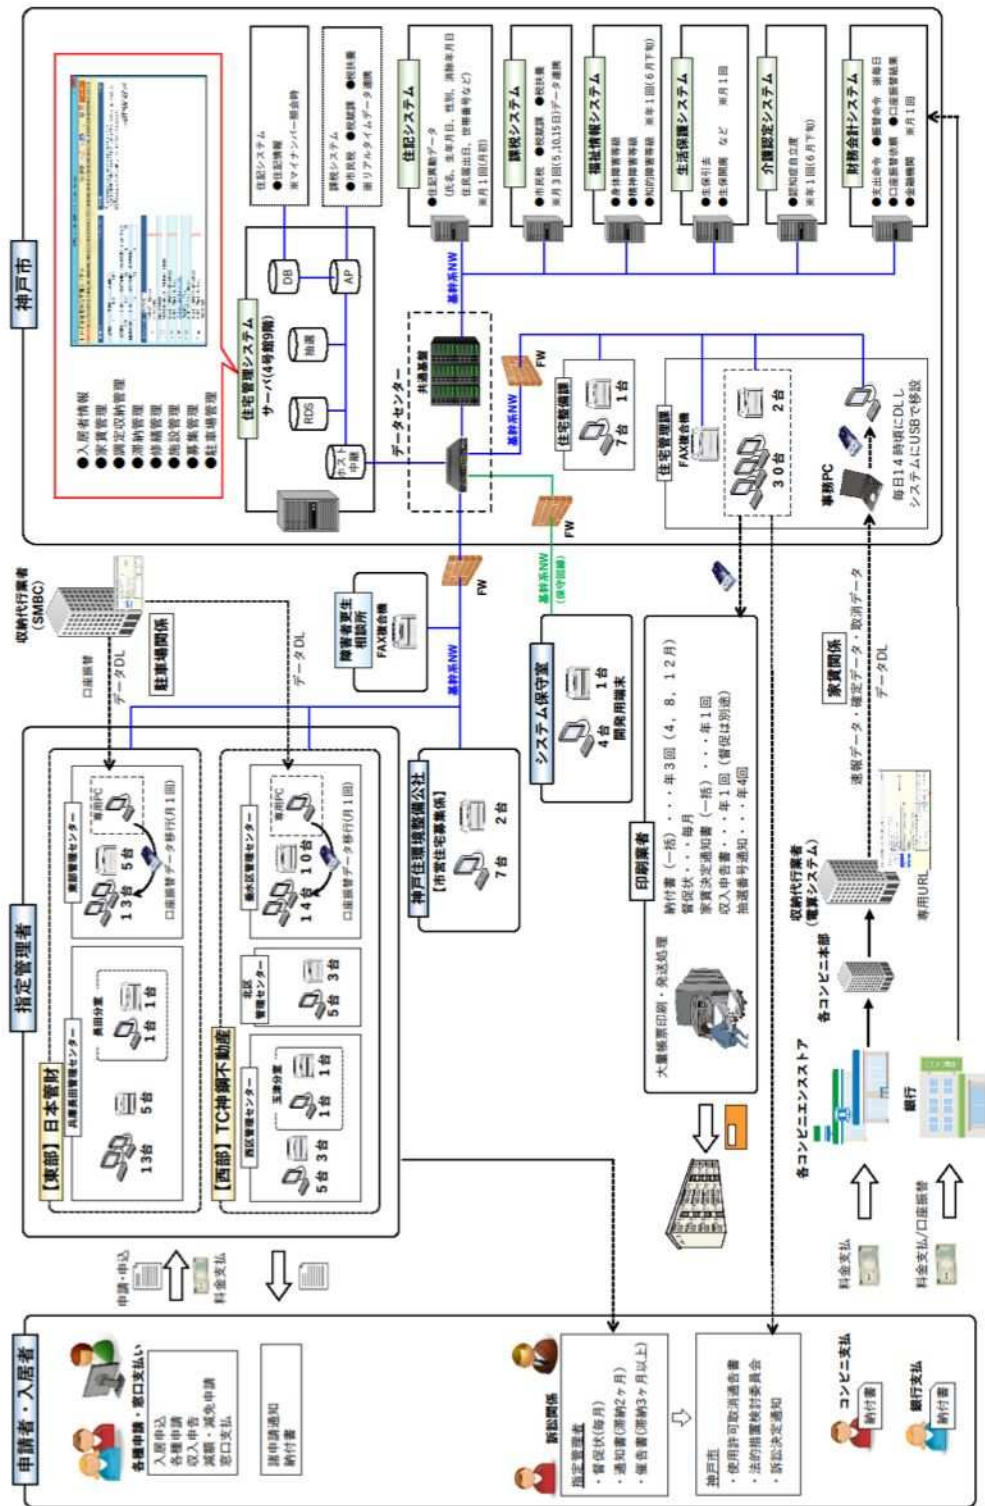 申請者・入居者
各種申請・窓口支払い
入居申込
各種申請
収入申告
減額・減免申請
窓口支払
諸申請通知
納付書
訴訟関係
指定管理者
・督促状(毎月)
・通知書(滞納2ヶ月)
・催告書(滞納3ヶ月以上)
神戸市
・使用許可取消通告書
・法的措置検討委員会
・訴訟決定通知
コンビニ支払
納付書
銀行支払
納付書
申請・申込
料金支払
料金支払
料金支払/口座振替
指定管理者
【東部】日本管財
兵庫長田管理センター
13台
5台
長田分室
1台
1台
東部管理センター
13台
5台
専用PC
口座振替データ移行(月1回)
【西部】TC神鋼不動産
西区管理センター
5台
3台
玉津分室
1台
1台
北区
管理センター
5台
3台
垂水区管理センター
14台
10台
専用PC
口座振替データ移行(月1回)
収納代行業者
(SMBC)
口座振替
データDL
駐車場関係
データDL
障害者更生
相談所
FAX複合機
基幹系NW
神戸住環境整備公社
【市営住宅募集係】
7台
2台
システム保守室
4台
1台
開発用端末
基幹系NW
(保守回線)
FW
FW
印刷業者
大量帳票印刷・発送処理
納付書(一括)・・・年3回(4,8,12月)
督促状・・・毎月
家賃決定通知書(一括)・・・年1回
収入申告書・・・年1回(督促は別途)
抽選番号通知・・・年4回
各コンビニエンスストア
銀行
各コンビニ本部
収納代行業者
(電算システム)
専用URL
家賃関係
速報データ・確定データ・取消データ
データDL
神戸市
●入居者情報
●家賃管理
●調定収納管理
●滞納管理
●修繕管理
●施設管理
●募集管理
●駐車場管理
住宅管理システム
サーバ(4号館9階)
ホスト
中継
RDS
抽選
DB
AP
住記システム
●住記情報
※マイナンバー照会時
課税システム
●市民税 ●税賦課 ●税扶養
※リアルタイムデータ連携
データセンター
共通基盤
基幹系NW
基幹系NW
FW
住記システム
●住記異動データ
(氏名、生年月日、性別、消除年月日
住民届出日、世帯番号など)
※月1回(月初)
課税システム
●市民税 ●税賦課 ●税扶養
※月3回(5,10,15日)データ連携
福祉情報システム
●身体障害等級
●精神障害等級
●知的障害等級 ※年1回(6月下旬)
生活保護システム
●生保引去
●生保開廃 など ※月1回
介護認定システム
●認知症自立度
※年1回(6月下旬)
財務会計システム
●支出命令 ●振替命令 ※毎日
●口座振替依頼 ●口座振替結果
●金融機関 ※月1回
住宅整備課
7台
1台
住宅管理課
FAX複合機
30台
2台
事務PC
毎日14時頃にDLし
システムにUSBで移設